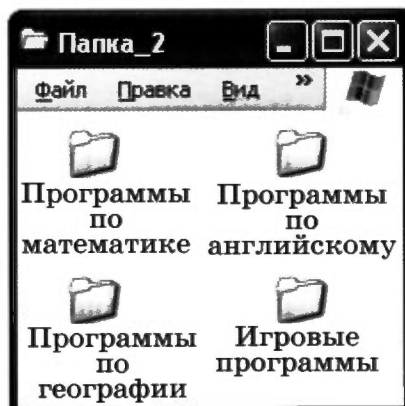 Папка_2
Файл Правка Вид »
Программы
по
математике
Программы
по
английскому
Программы
по
географии
Игровые
программы